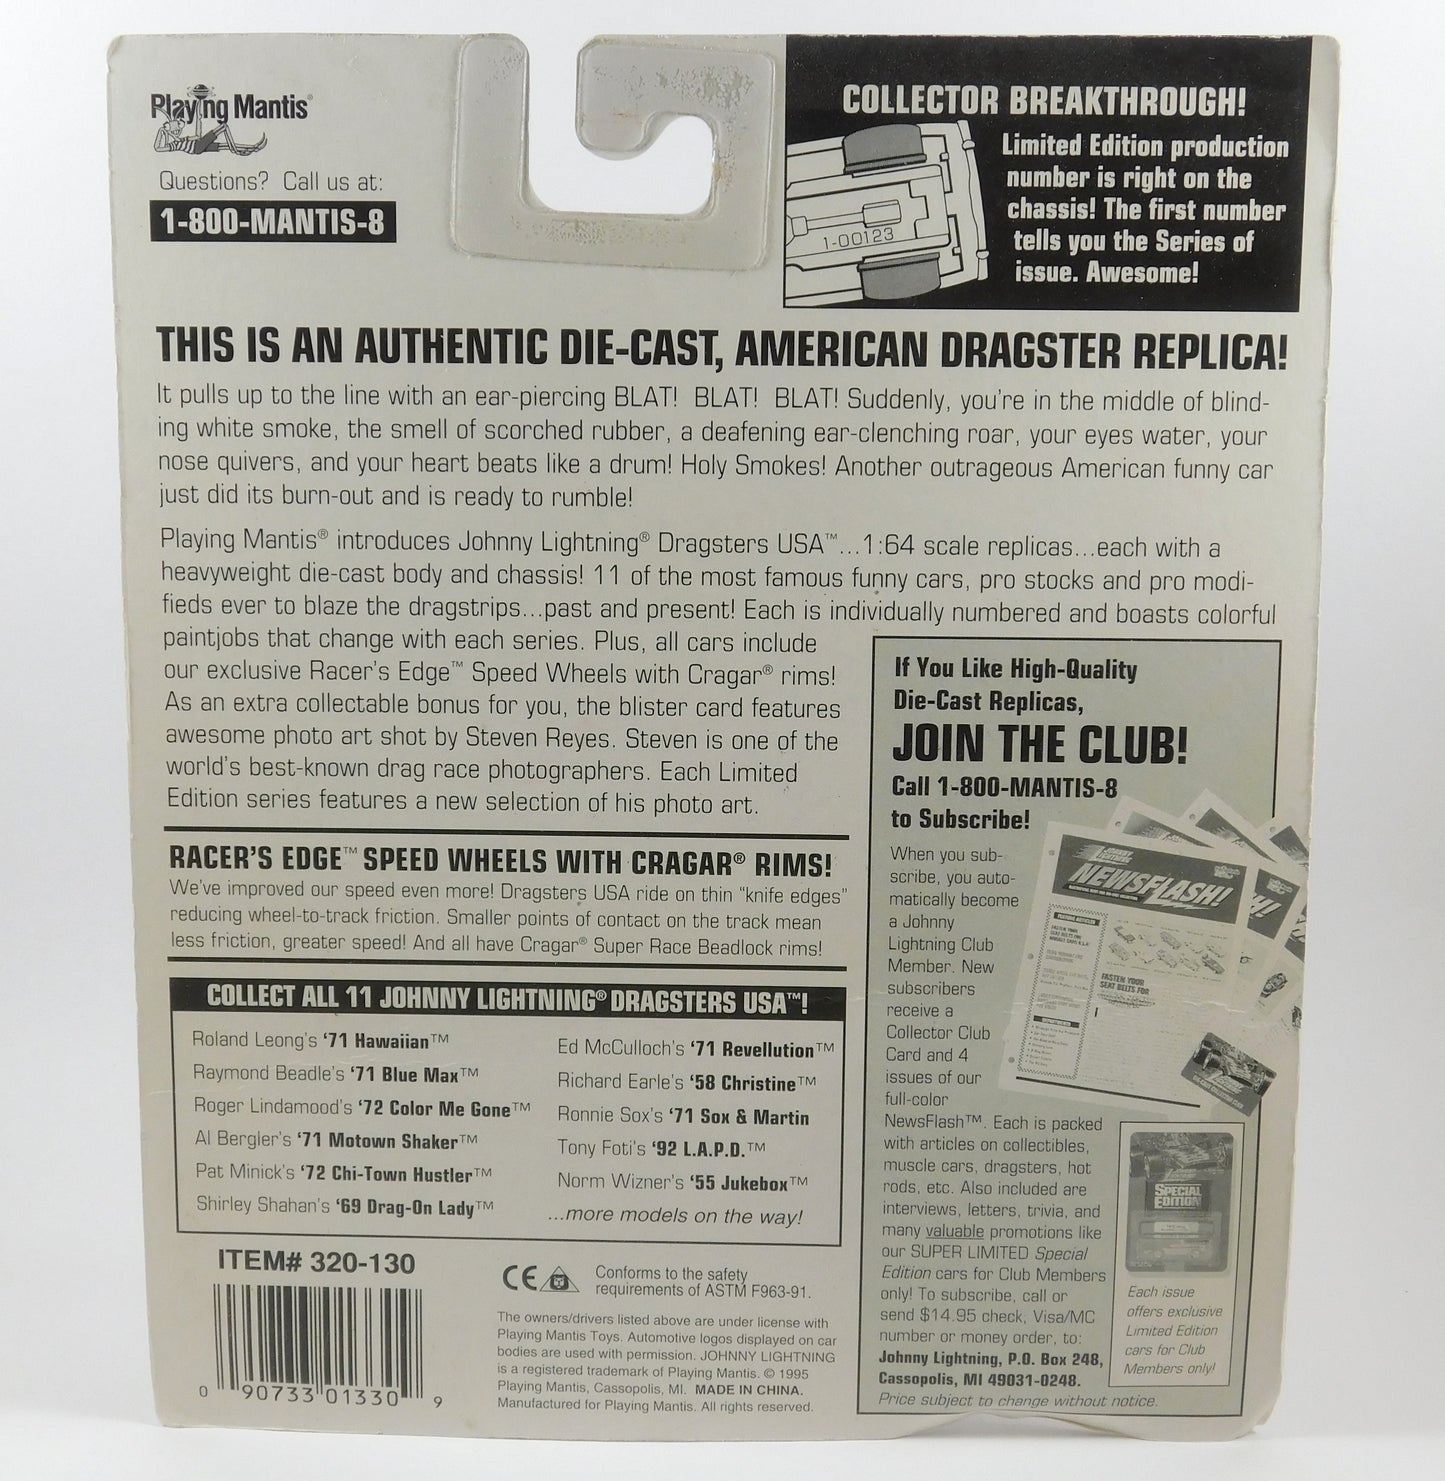 Playing Mantis®
Questions? Call us at:
1-800-MANTIS-8
COLLECTOR BREAKTHROUGH!
Limited Edition production
number is right on the
chassis! The first number
tells you the Series of
issue. Awesome!
1-00123
THIS IS AN AUTHENTIC DIE-CAST, AMERICAN DRAGSTER REPLICA!
It pulls up to the line with an ear-piercing BLAT! BLAT! BLAT! Suddenly, you're in the middle of blind-
ing white smoke, the smell of scorched rubber, a deafening ear-clenching roar, your eyes water, your
nose quivers, and your heart beats like a drum! Holy Smokes! Another outrageous American funny car
just did its burn-out and is ready to rumble!
Playing Mantis® introduces Johnny Lightning® Dragsters USA™...1:64 scale replicas...each with a
heavyweight die-cast body and chassis! 11 of the most famous funny cars, pro stocks and pro modi-
fieds ever to blaze the dragstrips...past and present! Each is individually numbered and boasts colorful
paintjobs that change with each series. Plus, all cars include
our exclusive Racer's Edge™ Speed Wheels with Cragar® rims!
As an extra collectable bonus for you, the blister card features
awesome photo art shot by Steven Reyes. Steven is one of the
world's best-known drag race photographers. Each Limited
Edition series features a new selection of his photo art.
RACER'S EDGE™ SPEED WHEELS WITH CRAGAR® RIMS!
We've improved our speed even more! Dragsters USA ride on thin "knife edges"
reducing wheel-to-track friction. Smaller points of contact on the track mean
less friction, greater speed! And all have Cragar® Super Race Beadlock rims!
COLLECT ALL 11 JOHNNY LIGHTNING® DRAGSTERS USA™!
Roland Leong's '71 Hawaiian™
Raymond Beadle's '71 Blue Max™
Roger Lindamood's '72 Color Me Gone™
Al Bergler's '71 Motown Shaker™
Pat Minick's '72 Chi-Town Hustler™
Shirley Shahan's '69 Drag-On Lady™
Ed McCulloch's '71 Revellution™
Richard Earle's '58 Christine™
Ronnie Sox's '71 Sox & Martin
Tony Foti's '92 L.A.P.D.™
Norm Wizner's '55 Jukebox™
...more models on the way!
ITEM# 320-130
0 90733 01330 9
CE
Conforms to the safety
requirements of ASTM F963-91.
The owners/drivers listed above are under license with
Playing Mantis Toys. Automotive logos displayed on car
bodies are used with permission. JOHNNY LIGHTNING
is a registered trademark of Playing Mantis. © 1995
Playing Mantis, Cassopolis, MI. MADE IN CHINA.
Manufactured for Playing Mantis. All rights reserved.
If You Like High-Quality
Die-Cast Replicas,
JOIN THE CLUB!
Call 1-800-MANTIS-8
to Subscribe!
When you sub-
scribe, you auto-
matically become
a Johnny
Lightning Club
Member. New
subscribers
receive a
Collector Club
Card and 4
issues of our
full-color
NewsFlash™. Each is packed
with articles on collectibles,
muscle cars, dragsters, hot
rods, etc. Also included are
interviews, letters, trivia, and
many valuable promotions like
our SUPER LIMITED Special
Edition cars for Club Members
only! To subscribe, call or
send $14.95 check, Visa/MC
number or money order, to:
Johnny Lightning, P.O. Box 248,
Cassopolis, MI 49031-0248.
Price subject to change without notice.
NEWSFLASH!
FASTEN YOUR
SEAT BELTS FOR
SPECIAL
EDITION
Each issue
offers exclusive
Limited Edition
cars for Club
Members only!